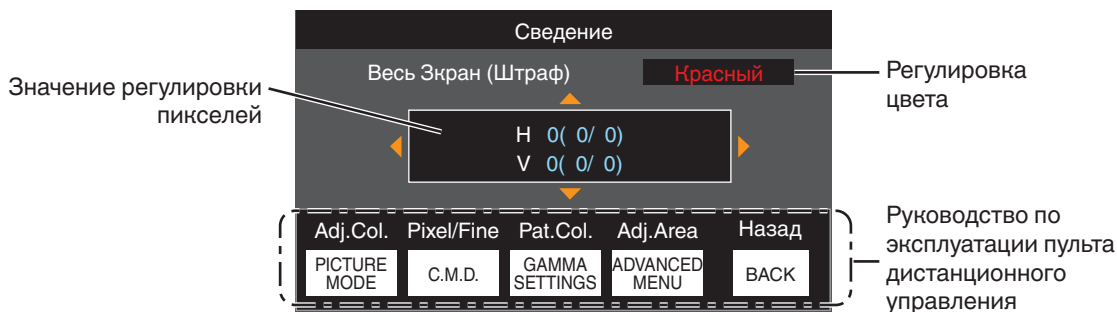 Сведение
Весь Зкран (Штраф)
Красный
Значение регулировки
пикселей
Регулировка
цвета
H 0( 0/ 0)
V 0( 0/ 0)
Adj.Col. Pixel/Fine Pat.Col. Adj.Area Назад
PICTURE
MODE
C.M.D.
GAMMA
SETTINGS
ADVANCED
MENU
BACK
Руководство по
эксплуатации пульта
дистанционного
управления